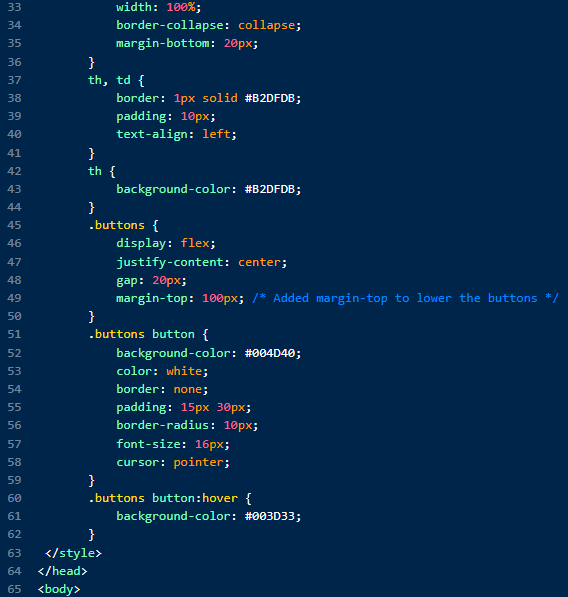 33 width: 100%;
34 border-collapse: collapse;
35 margin-bottom: 20px;
36 }
37 th, td {
38 border: 1px solid #B2DFDB;
39 padding: 10px;
40 text-align: left;
41 }
42 th {
43 background-color: #B2DFDB;
44 }
45 .buttons {
46 display: flex;
47 justify-content: center;
48 gap: 20px;
49 margin-top: 100px; /* Added margin-top to lower the buttons */
50 }
51 .buttons button {
52 background-color: #004D40;
53 color: white;
54 border: none;
55 padding: 15px 30px;
56 border-radius: 10px;
57 font-size: 16px;
58 cursor: pointer;
59 }
60 .buttons button:hover {
61 background-color: #003D33;
62 }
63 </style>
64 </head>
65 <body>